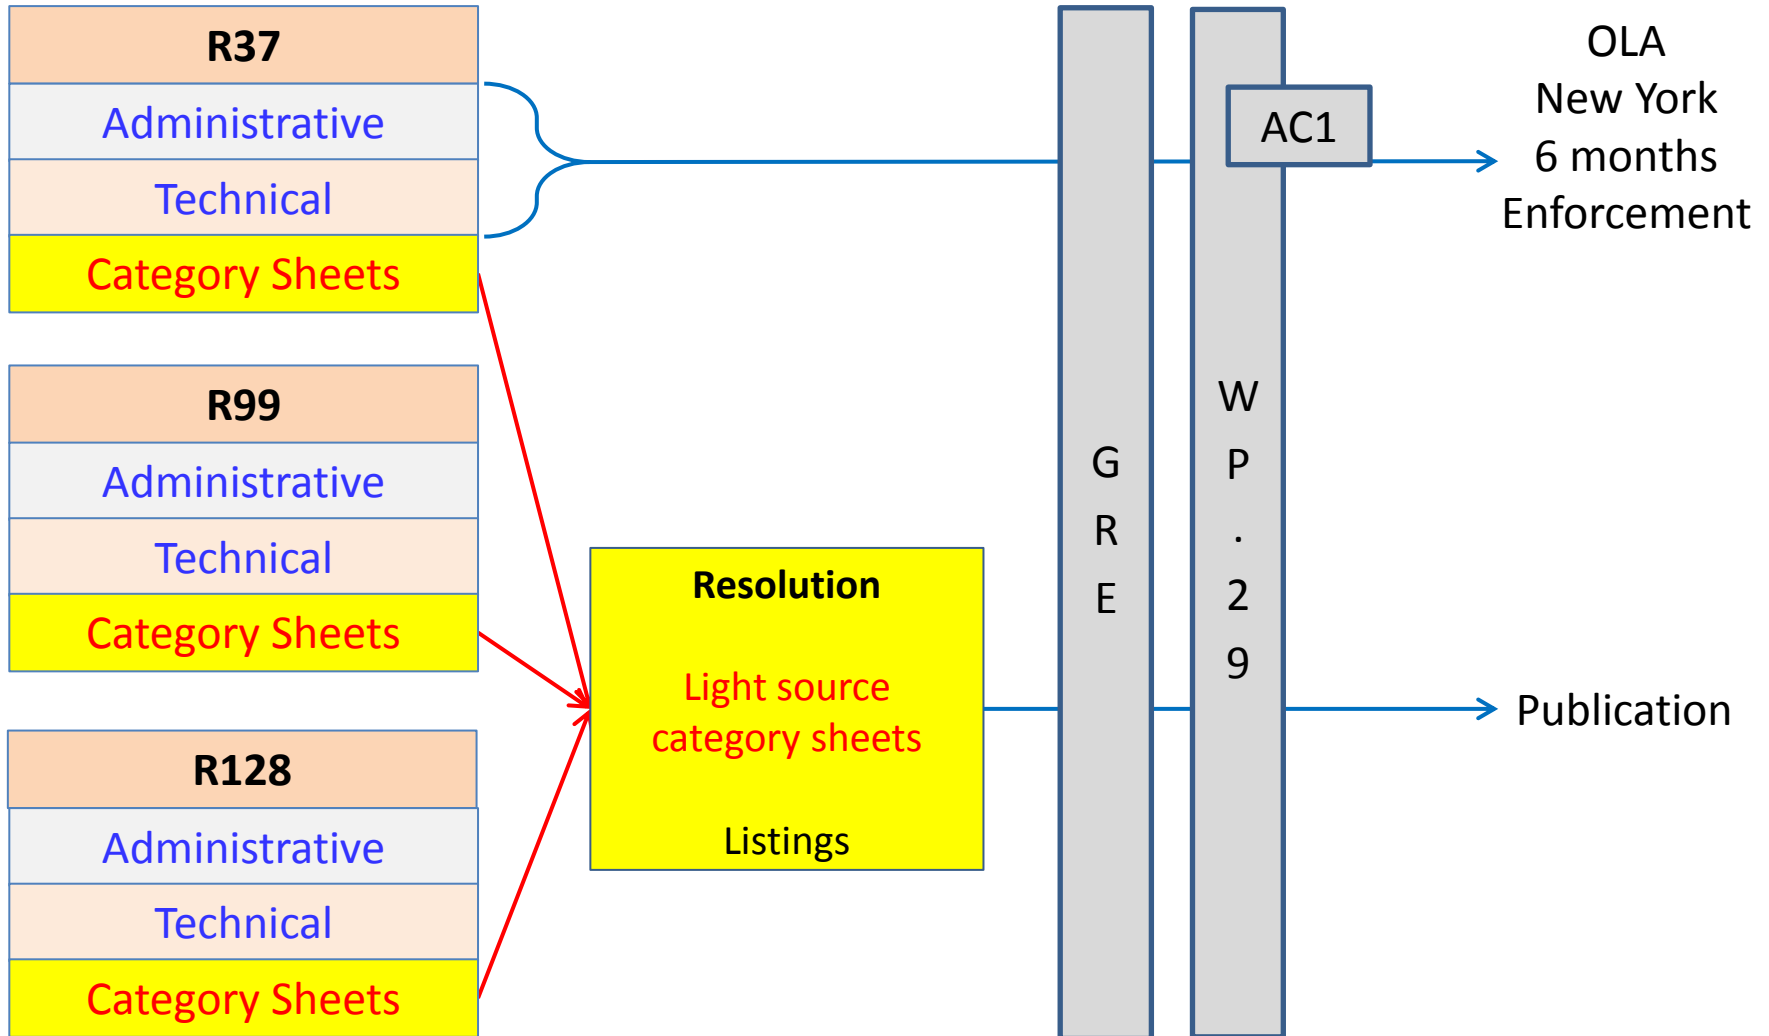 R37
Administrative
Technical
Category Sheets
R99
Administrative
Technical
Category Sheets
R128
Administrative
Technical
Category Sheets
Resolution
Light source
category sheets
Listings
G
R
E
W
P
.
2
9
AC1
OLA
New York
6 months
Enforcement
Publication